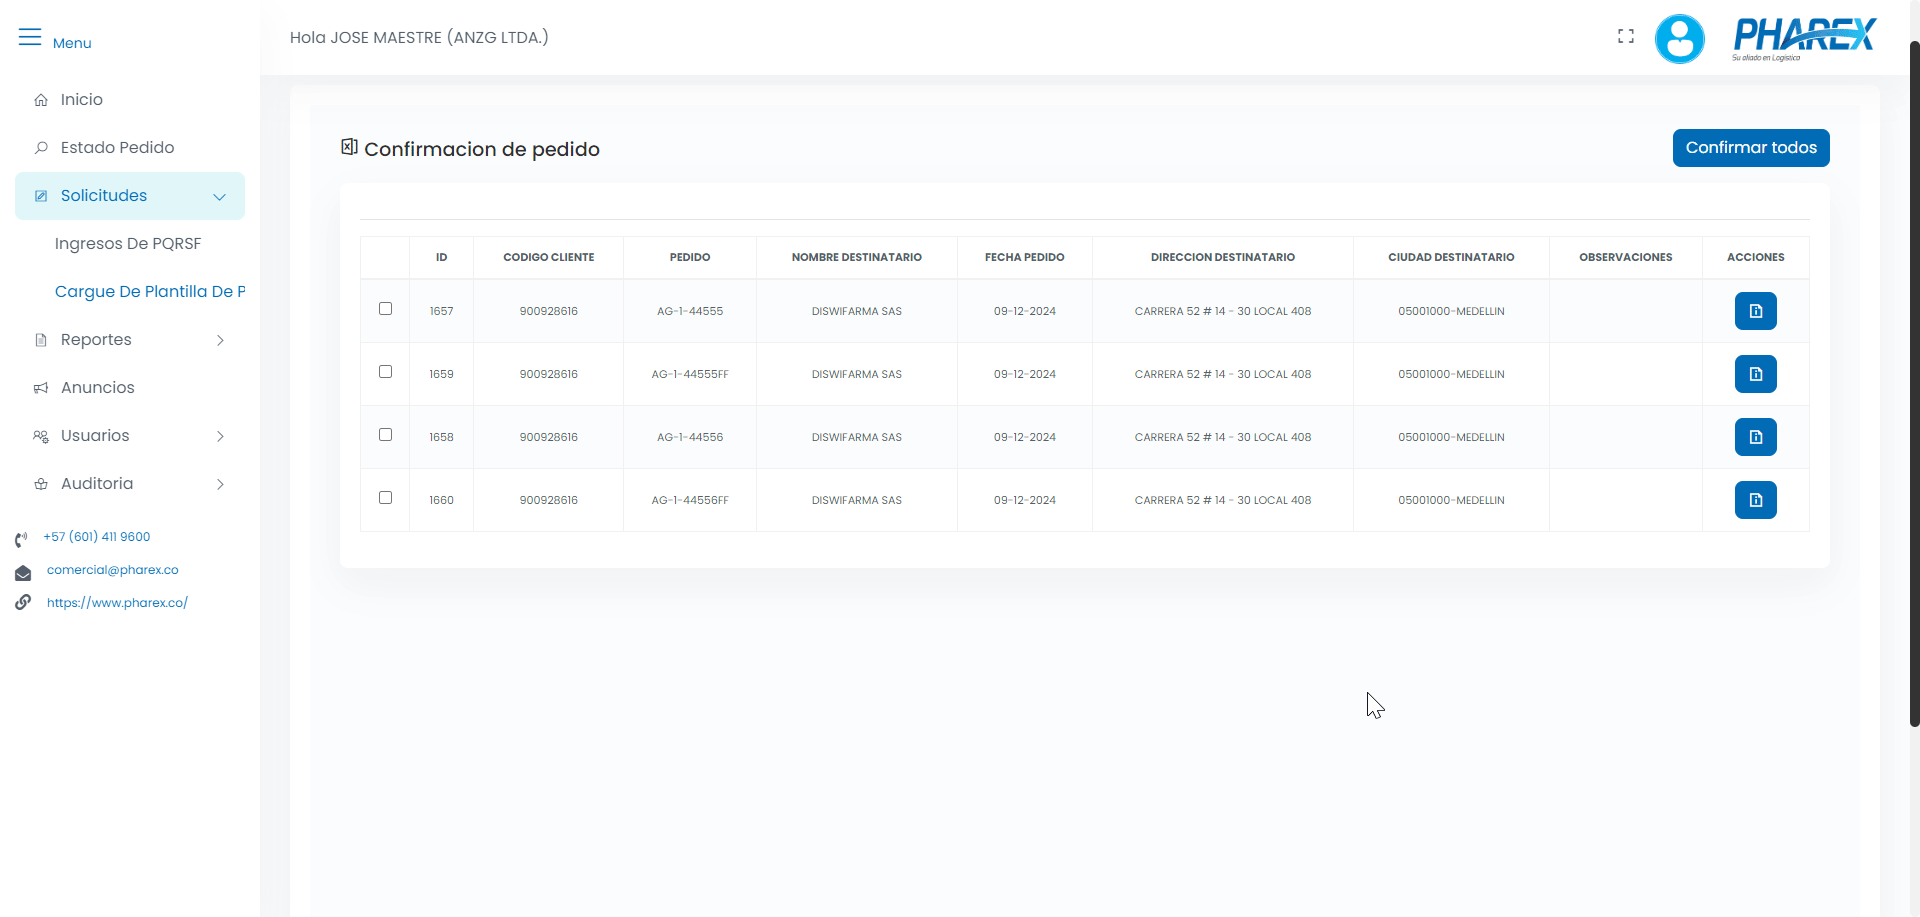 Menu
Hola JOSE MAESTRE (ANZG LTDA.)
PHAREX
Su aliado en Logística
Inicio
Estado Pedido
Solicitudes
Ingresos De PQRSF
Cargue De Plantilla De P
Reportes
Anuncios
Usuarios
Auditoria
+57 (601) 411 9600
comercial@pharex.co
https://www.pharex.co/
Confirmacion de pedido
Confirmar todos
ID CODIGO CLIENTE PEDIDO NOMBRE DESTINATARIO FECHA PEDIDO DIRECCION DESTINATARIO CIUDAD DESTINATARIO OBSERVACIONES ACCIONES
1657 900928616 AG-1-44555 DISWIFARMA SAS 09-12-2024 CARRERA 52 # 14 - 30 LOCAL 408 05001000-MEDELLIN
1659 900928616 AG-1-44555FF DISWIFARMA SAS 09-12-2024 CARRERA 52 # 14 - 30 LOCAL 408 05001000-MEDELLIN
1658 900928616 AG-1-44556 DISWIFARMA SAS 09-12-2024 CARRERA 52 # 14 - 30 LOCAL 408 05001000-MEDELLIN
1660 900928616 AG-1-44556FF DISWIFARMA SAS 09-12-2024 CARRERA 52 # 14 - 30 LOCAL 408 05001000-MEDELLIN